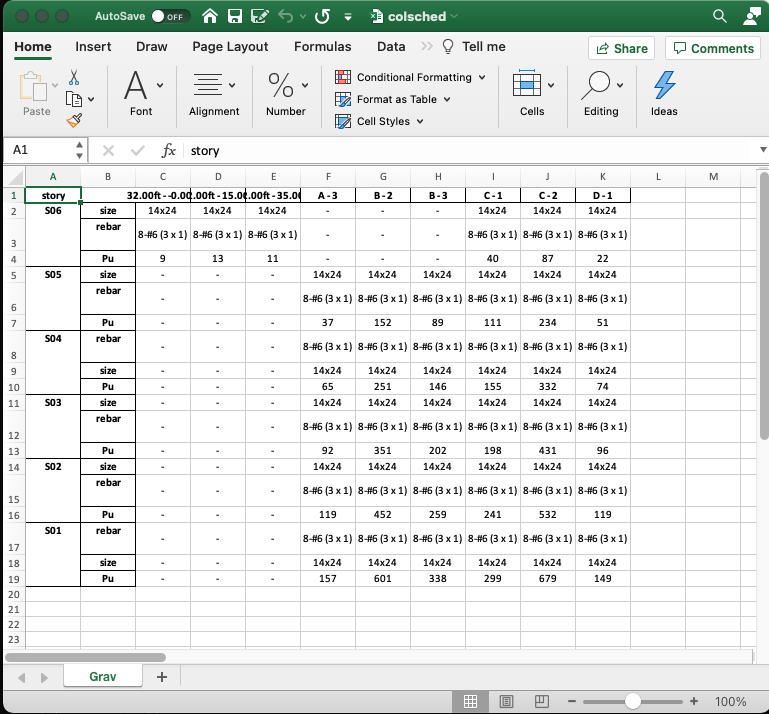 AutoSave OFF colsched
Home Insert Draw Page Layout Formulas Data Tell me Share Comments
Paste Font Alignment Number Conditional Formatting Format as Table Cell Styles Cells Editing Ideas
A1 fx story
A B C D E F G H I J K L M
1 story 32.00ft - -0.00 2.00ft - 15.00 2.00ft - 35.00 A - 3 B - 2 B - 3 C - 1 C - 2 D - 1
2 S06 size 14x24 14x24 14x24 - - - 14x24 14x24 14x24
3 rebar 8-#6 (3 x 1) 8-#6 (3 x 1) 8-#6 (3 x 1) - - - 8-#6 (3 x 1) 8-#6 (3 x 1) 8-#6 (3 x 1)
4 Pu 9 13 11 - - - 40 87 22
5 S05 size - - - 14x24 14x24 14x24 14x24 14x24 14x24
6 rebar - - - 8-#6 (3 x 1) 8-#6 (3 x 1) 8-#6 (3 x 1) 8-#6 (3 x 1) 8-#6 (3 x 1) 8-#6 (3 x 1)
7 Pu - - - 37 152 89 111 234 51
8 S04 rebar - - - 8-#6 (3 x 1) 8-#6 (3 x 1) 8-#6 (3 x 1) 8-#6 (3 x 1) 8-#6 (3 x 1) 8-#6 (3 x 1)
9 size - - - 14x24 14x24 14x24 14x24 14x24 14x24
10 Pu - - - 65 251 146 155 332 74
11 S03 size - - - 14x24 14x24 14x24 14x24 14x24 14x24
12 rebar - - - 8-#6 (3 x 1) 8-#6 (3 x 1) 8-#6 (3 x 1) 8-#6 (3 x 1) 8-#6 (3 x 1) 8-#6 (3 x 1)
13 Pu - - - 92 351 202 198 431 96
14 S02 size - - - 14x24 14x24 14x24 14x24 14x24 14x24
15 rebar - - - 8-#6 (3 x 1) 8-#6 (3 x 1) 8-#6 (3 x 1) 8-#6 (3 x 1) 8-#6 (3 x 1) 8-#6 (3 x 1)
16 Pu - - - 119 452 259 241 532 119
17 S01 rebar - - - 8-#6 (3 x 1) 8-#6 (3 x 1) 8-#6 (3 x 1) 8-#6 (3 x 1) 8-#6 (3 x 1) 8-#6 (3 x 1)
18 size - - - 14x24 14x24 14x24 14x24 14x24 14x24
19 Pu - - - 157 601 338 299 679 149
20
21
22
23
Grav +
100%